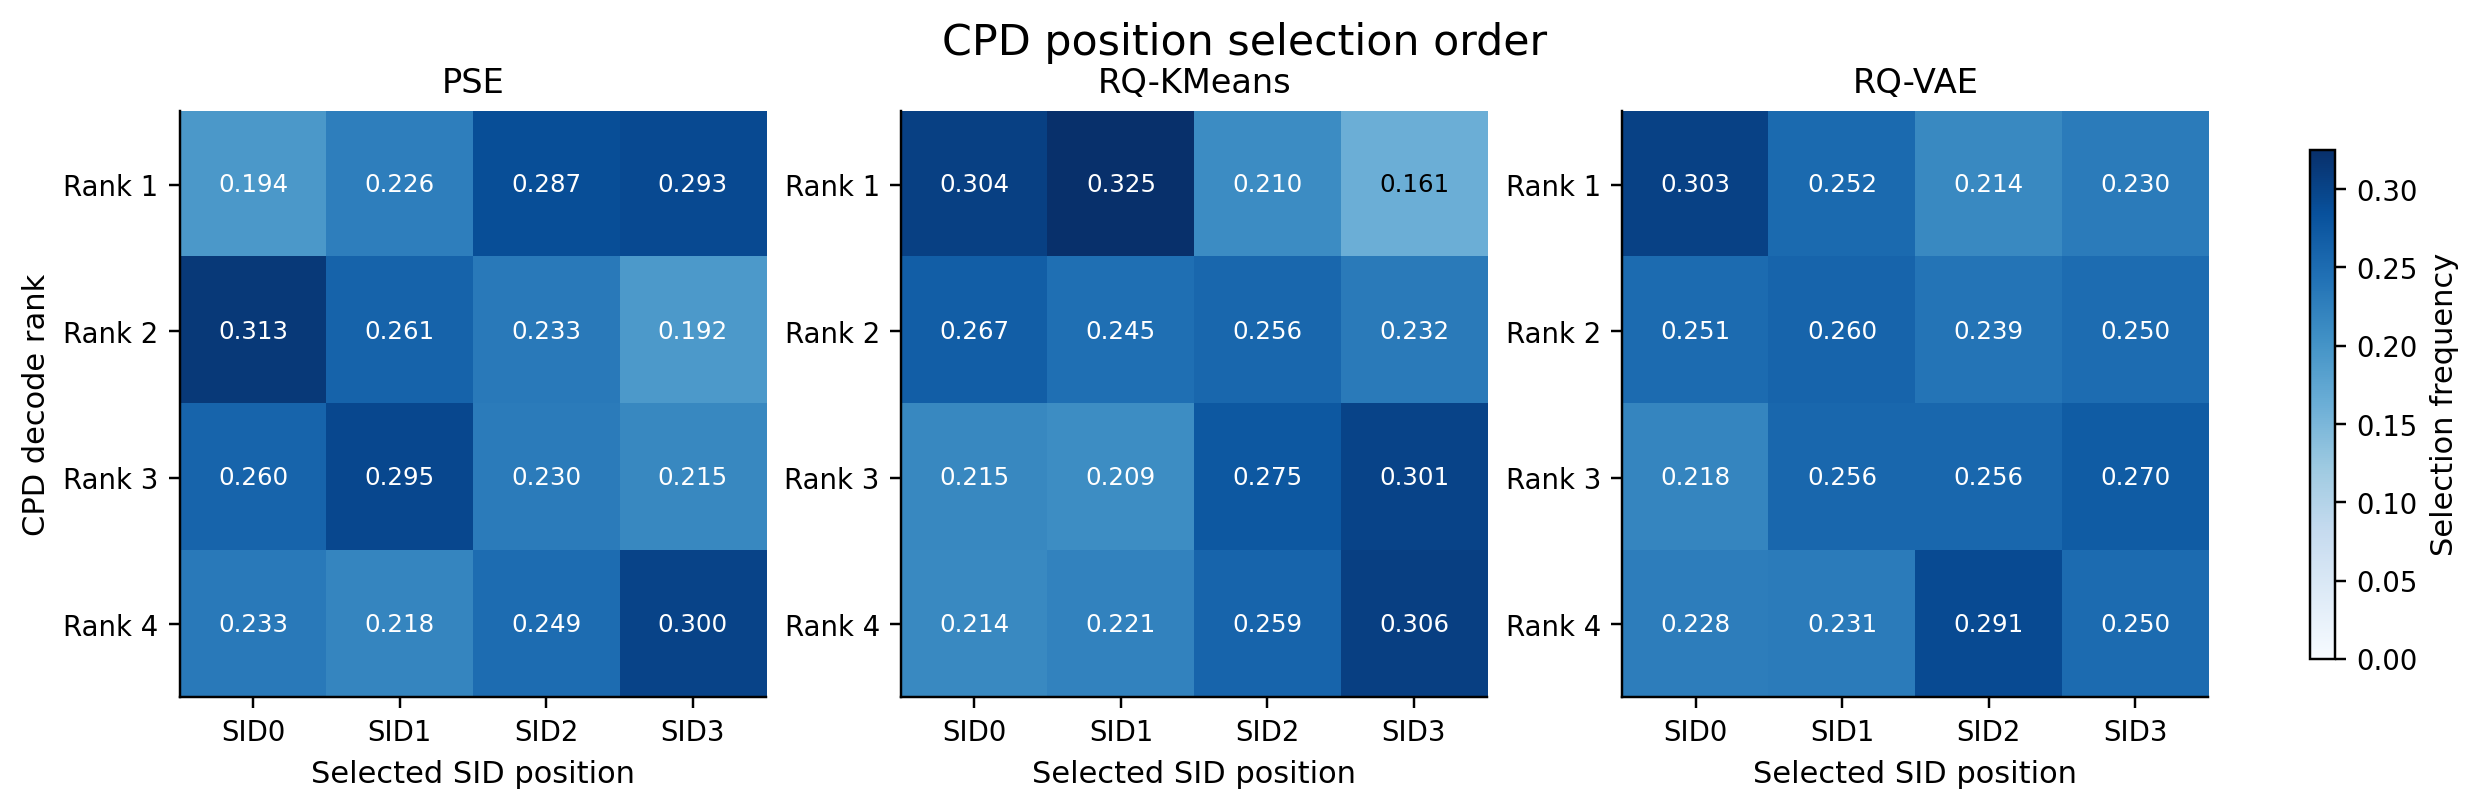 CPD position selection order
PSE
RQ-KMeans
RQ-VAE
CPD decode rank
Rank 1 0.194 0.226 0.287 0.293
Rank 2 0.313 0.261 0.233 0.192
Rank 3 0.260 0.295 0.230 0.215
Rank 4 0.233 0.218 0.249 0.300
SID0 SID1 SID2 SID3
Selected SID position
Rank 1 0.304 0.325 0.210 0.161
Rank 2 0.267 0.245 0.256 0.232
Rank 3 0.215 0.209 0.275 0.301
Rank 4 0.214 0.221 0.259 0.306
SID0 SID1 SID2 SID3
Selected SID position
Rank 1 0.303 0.252 0.214 0.230
Rank 2 0.251 0.260 0.239 0.250
Rank 3 0.218 0.256 0.256 0.270
Rank 4 0.228 0.231 0.291 0.250
SID0 SID1 SID2 SID3
Selected SID position
0.30
0.25
0.20
0.15
0.10
0.05
0.00
Selection frequency